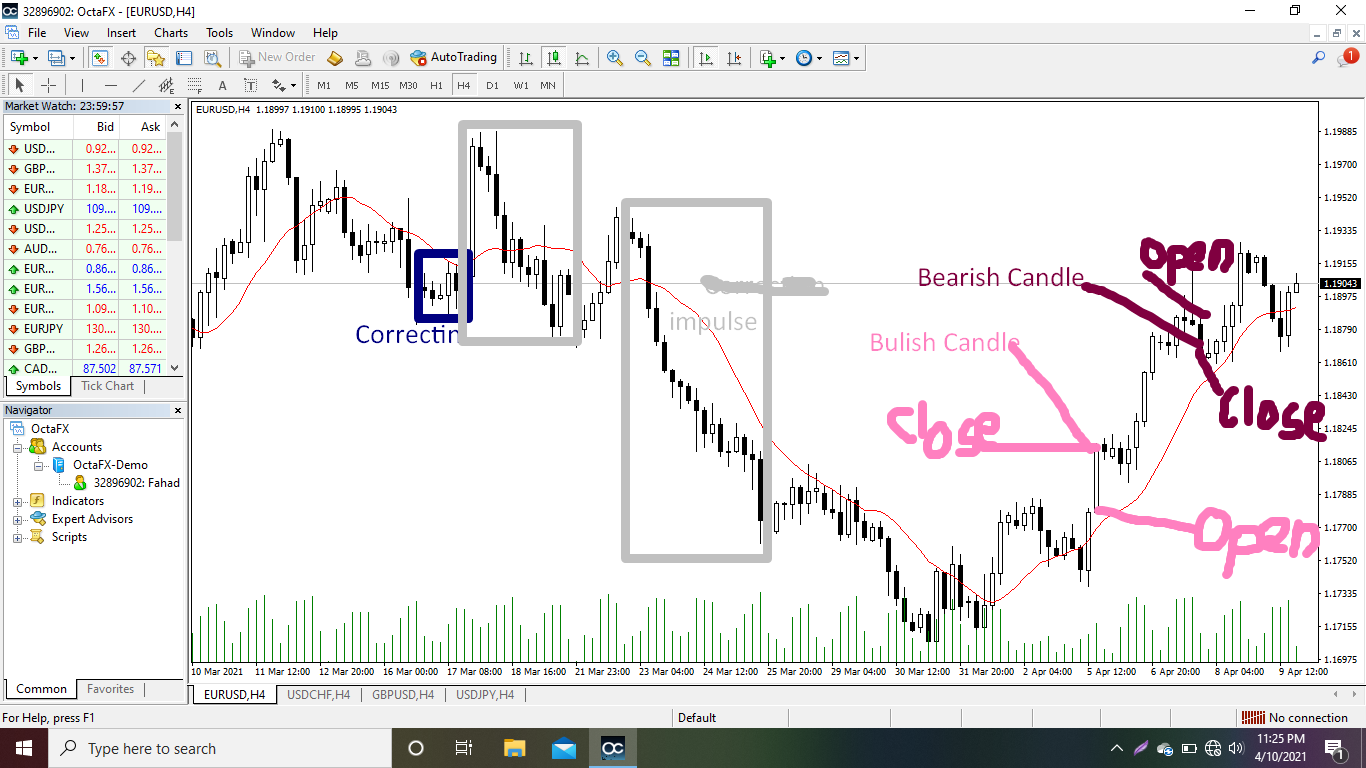 32896902: OctaFX - [EURUSD,H4]
File View Insert Charts Tools Window Help
New Order AutoTrading 1
A T M1 M5 M15 M30 H1 H4 D1 W1 MN
Market Watch: 23:59:57
Symbol Bid Ask
USD... 0.92... 0.92...
GBP... 1.37... 1.37...
EUR... 1.18... 1.19...
USDJPY 109.... 109....
USD... 1.25... 1.25...
AUD... 0.76... 0.76...
EUR... 0.86... 0.86...
EUR... 1.56... 1.56...
EUR... 1.09... 1.10...
EURJPY 130.... 130....
GBP... 1.26... 1.26...
CAD... 87.502 87.571
Symbols Tick Chart
Navigator
OctaFX
Accounts
OctaFX-Demo
32896902: Fahad
Indicators
Expert Advisors
Scripts
Common Favorites
EURUSD,H4 1.18997 1.19100 1.18995 1.19043
Correctin
impulse
Bearish Candle
Bulish Candle
open
Close
Close
Open
1.19885
1.19700
1.19520
1.19335
1.19155
1.19043
1.18975
1.18790
1.18610
1.18430
1.18245
1.18065
1.17885
1.17700
1.17520
1.17335
1.17155
1.16975
10 Mar 2021 11 Mar 12:00 12 Mar 20:00 16 Mar 00:00 17 Mar 08:00 18 Mar 16:00 21 Mar 23:00 23 Mar 04:00 24 Mar 12:00 25 Mar 20:00 29 Mar 04:00 30 Mar 12:00 31 Mar 20:00 2 Apr 04:00 5 Apr 12:00 6 Apr 20:00 8 Apr 04:00 9 Apr 12:00
EURUSD,H4 USDCHF,H4 GBPUSD,H4 USDJPY,H4
For Help, press F1 Default No connection
Type here to search
11:25 PM
4/10/2021
1